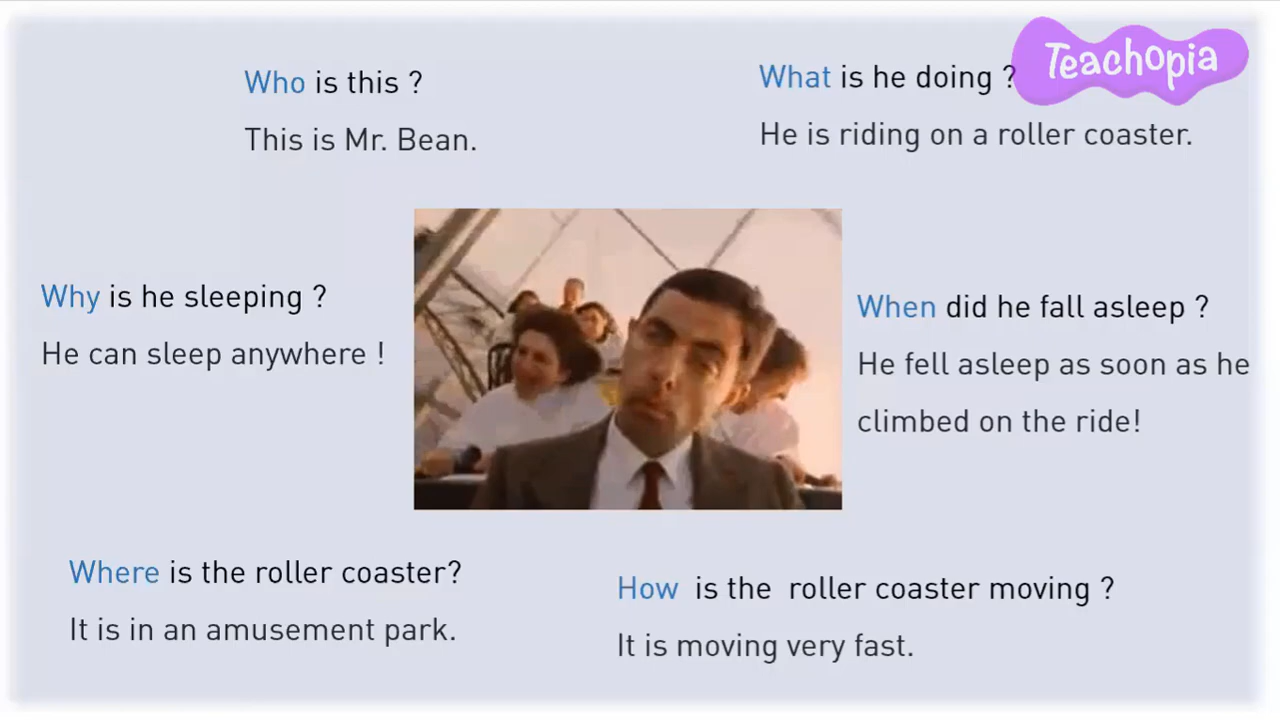 Who is this ?
This is Mr. Bean.
What is he doing ?
He is riding on a roller coaster.
Teachopia
Why is he sleeping ?
He can sleep anywhere !
When did he fall asleep ?
He fell asleep as soon as he
climbed on the ride!
Where is the roller coaster?
It is in an amusement park.
How is the roller coaster moving ?
It is moving very fast.